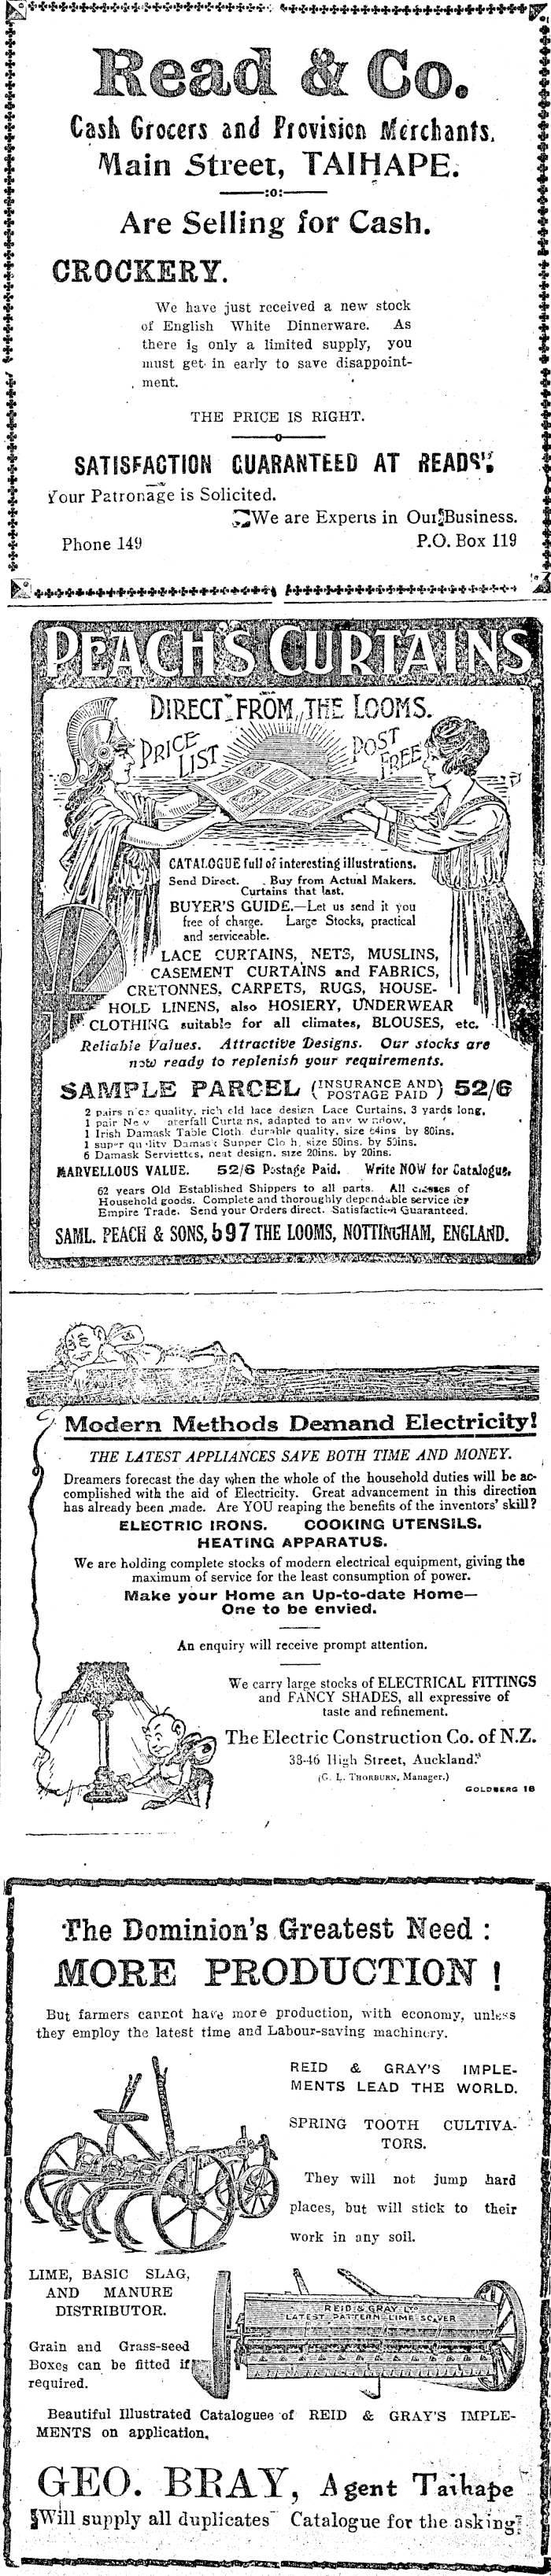 Read & Co.
Cash Grocers and Provision Merchants.
Main Street, TAIHAPE.
:o:
Are Selling for Cash.
CROCKERY.
We have just received a new stock
of English White Dinnerware. As
there is only a limited supply, you
must get in early to save disappoint-
ment.
THE PRICE IS RIGHT.
SATISFACTION GUARANTEED AT READS'.
Your Patronage is Solicited.
We are Experts in Our Business.
Phone 149
P.O. Box 119
PEACH'S CURTAINS
DIRECT FROM THE LOOMS.
PRICE LIST
POST FREE
CATALOGUE full of interesting illustrations.
Send Direct. Buy from Actual Makers.
Curtains that last.
BUYER'S GUIDE.—Let us send it you
free of charge. Large Stocks, practical
and serviceable.
LACE CURTAINS, NETS, MUSLINS,
CASEMENT CURTAINS and FABRICS,
CRETONNES, CARPETS, RUGS, HOUSE-
HOLD LINENS, also HOSIERY, UNDERWEAR
CLOTHING suitable for all climates, BLOUSES, etc.
Reliable Values. Attractive Designs. Our stocks are
now ready to replenish your requirements.
SAMPLE PARCEL (INSURANCE AND POSTAGE PAID) 52/6
2 pairs nice quality, rich old lace design Lace Curtains, 3 yards long.
1 pair New Curtains, adapted to any window.
1 Irish Damask Table Cloth durable quality, size 64ins by 80ins.
1 super quality Damask Supper Cloth, size 50ins. by 50ins.
6 Damask Serviettes, neat design, size 20ins. by 20ins.
MARVELLOUS VALUE. 52/6 Postage Paid. Write NOW for Catalogue.
62 years Old Established Shippers to all parts. All classes of
Household goods. Complete and thoroughly dependable service for
Empire Trade. Send your Orders direct. Satisfaction Guaranteed.
SAML. PEACH & SONS, 597 THE LOOMS, NOTTINGHAM, ENGLAND.
Modern Methods Demand Electricity!
THE LATEST APPLIANCES SAVE BOTH TIME AND MONEY.
Dreamers forecast the day when the whole of the household duties will be ac-
complished with the aid of Electricity. Great advancement in this direction
has already been made. Are YOU reaping the benefits of the inventors' skill?
ELECTRIC IRONS. COOKING UTENSILS.
HEATING APPARATUS.
We are holding complete stocks of modern electrical equipment, giving the
maximum of service for the least consumption of power.
Make your Home an Up-to-date Home—
One to be envied.
An enquiry will receive prompt attention.
We carry large stocks of ELECTRICAL FITTINGS
and FANCY SHADES, all expressive of
taste and refinement.
The Electric Construction Co. of N.Z.
33-46 High Street, Auckland.
(G. L. THORBURN, Manager.)
GOLDBERG 16
The Dominion's Greatest Need :
MORE PRODUCTION !
But farmers cannot have more production, with economy, unless
they employ the latest time and Labour-saving machinery.
REID & GRAY'S IMPLE-
MENTS LEAD THE WORLD.
SPRING TOOTH CULTIVA-
TORS.
They will not jump hard
places, but will stick to their
work in any soil.
LIME, BASIC SLAG,
AND MANURE
DISTRIBUTOR.
REID & GRAY LTD
LATEST PATTERN LIME SOWER
Grain and Grass-seed
Boxes can be fitted if
required.
Beautiful Illustrated Cataloguee of REID & GRAY'S IMPLE-
MENTS on application.
GEO. BRAY, Agent Taihape
Will supply all duplicates Catalogue for the asking